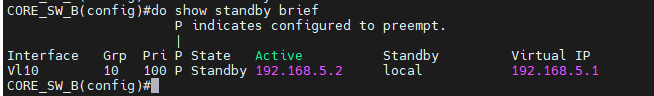 CORE_SW_B(config)#do show standby brief
                     P indicates configured to preempt.
                     |
Interface   Grp  Pri P State   Active          Standby         Virtual IP
Vl10        10   100 P Standby 192.168.5.2     local           192.168.5.1
CORE_SW_B(config)#